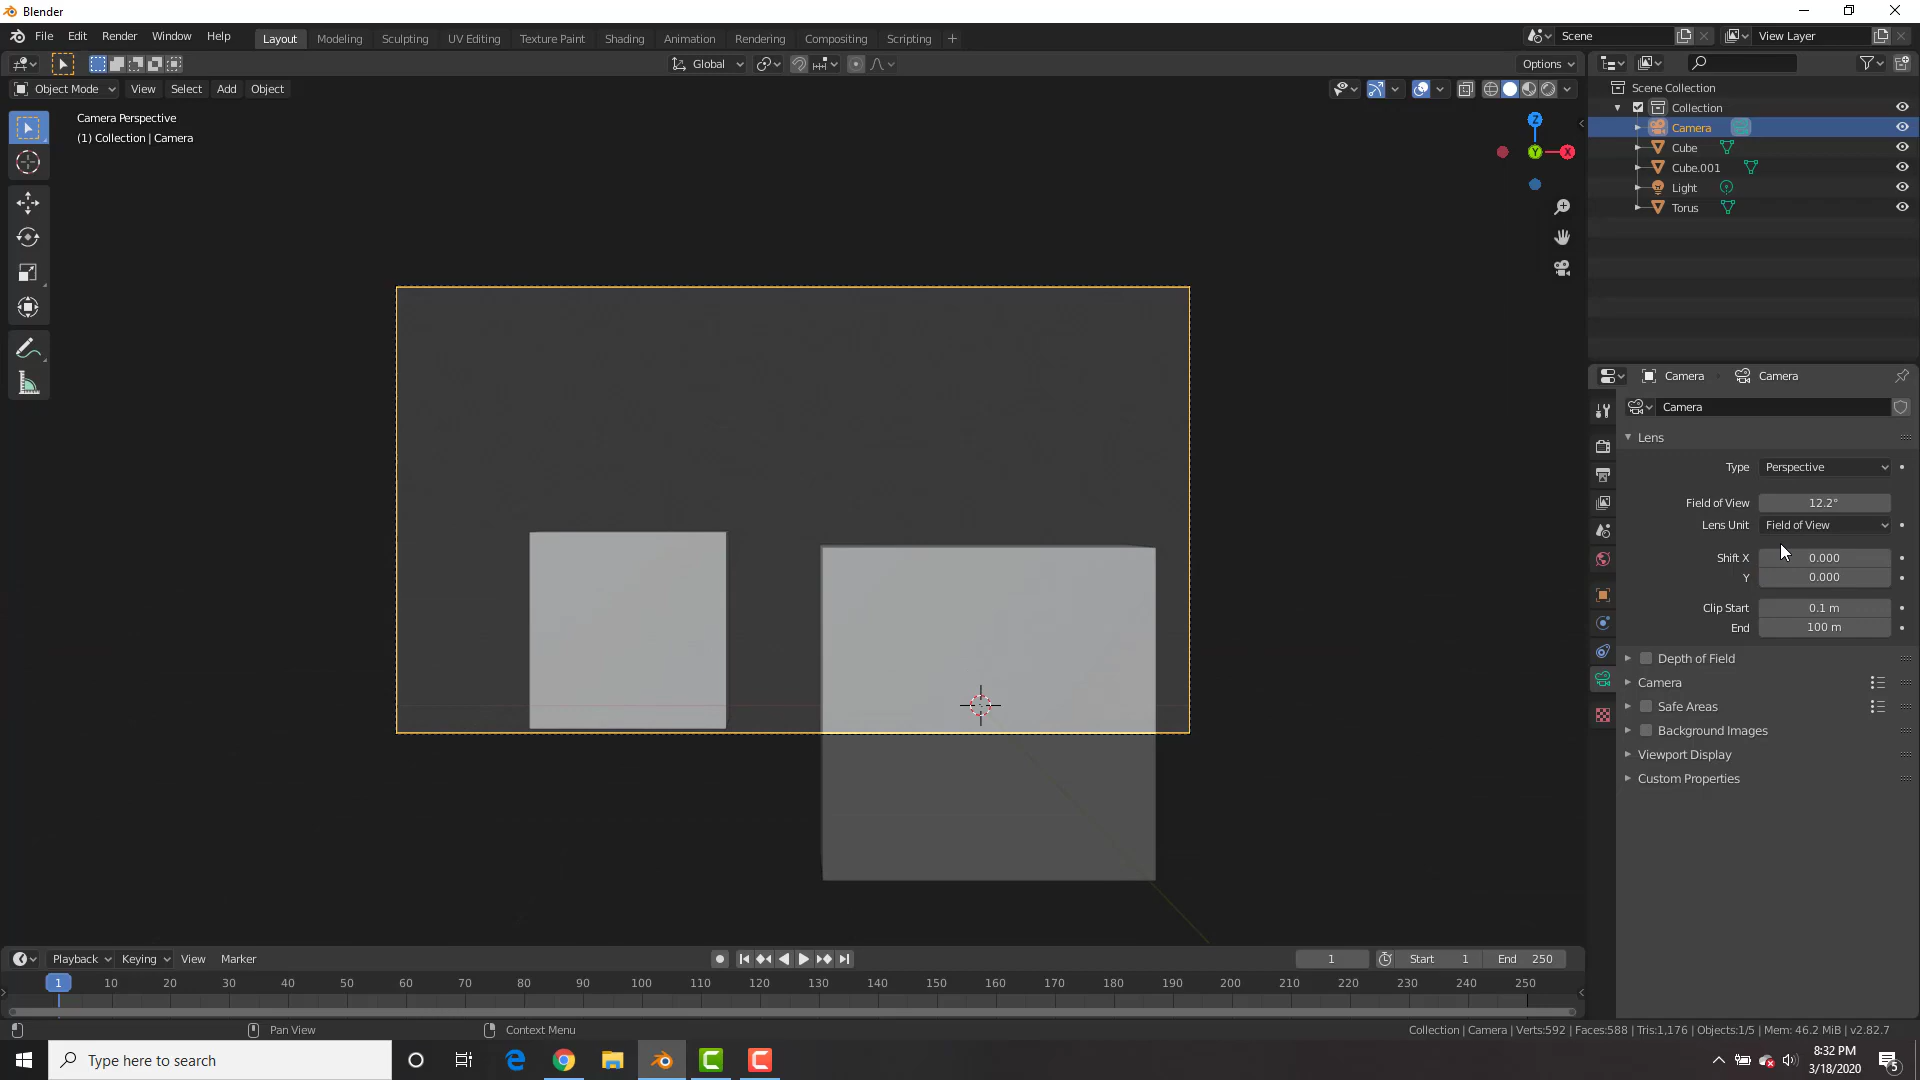 Blender
File Edit Render Window Help
Layout Modeling Sculpting UV Editing Texture Paint Shading Animation Rendering Compositing Scripting +
Scene
View Layer
Global
Options
Object Mode View Select Add Object
Camera Perspective
(1) Collection | Camera
Z
Y
X
Scene Collection
Collection
Camera
Cube
Cube.001
Light
Torus
Camera Camera
Camera
Lens
Type Perspective
Field of View 12.2°
Lens Unit Field of View
Shift X 0.000
Y 0.000
Clip Start 0.1 m
End 100 m
Depth of Field
Camera
Safe Areas
Background Images
Viewport Display
Custom Properties
Playback Keying View Marker
1 Start 1 End 250
1 10 20 30 40 50 60 70 80 90 100 110 120 130 140 150 160 170 180 190 200 210 220 230 240 250
Pan View Context Menu
Collection | Camera | Verts:592 | Faces:588 | Tris:1,176 | Objects:1/5 | Mem: 46.2 MiB | v2.82.7
Type here to search
8:32 PM
3/18/2020
5